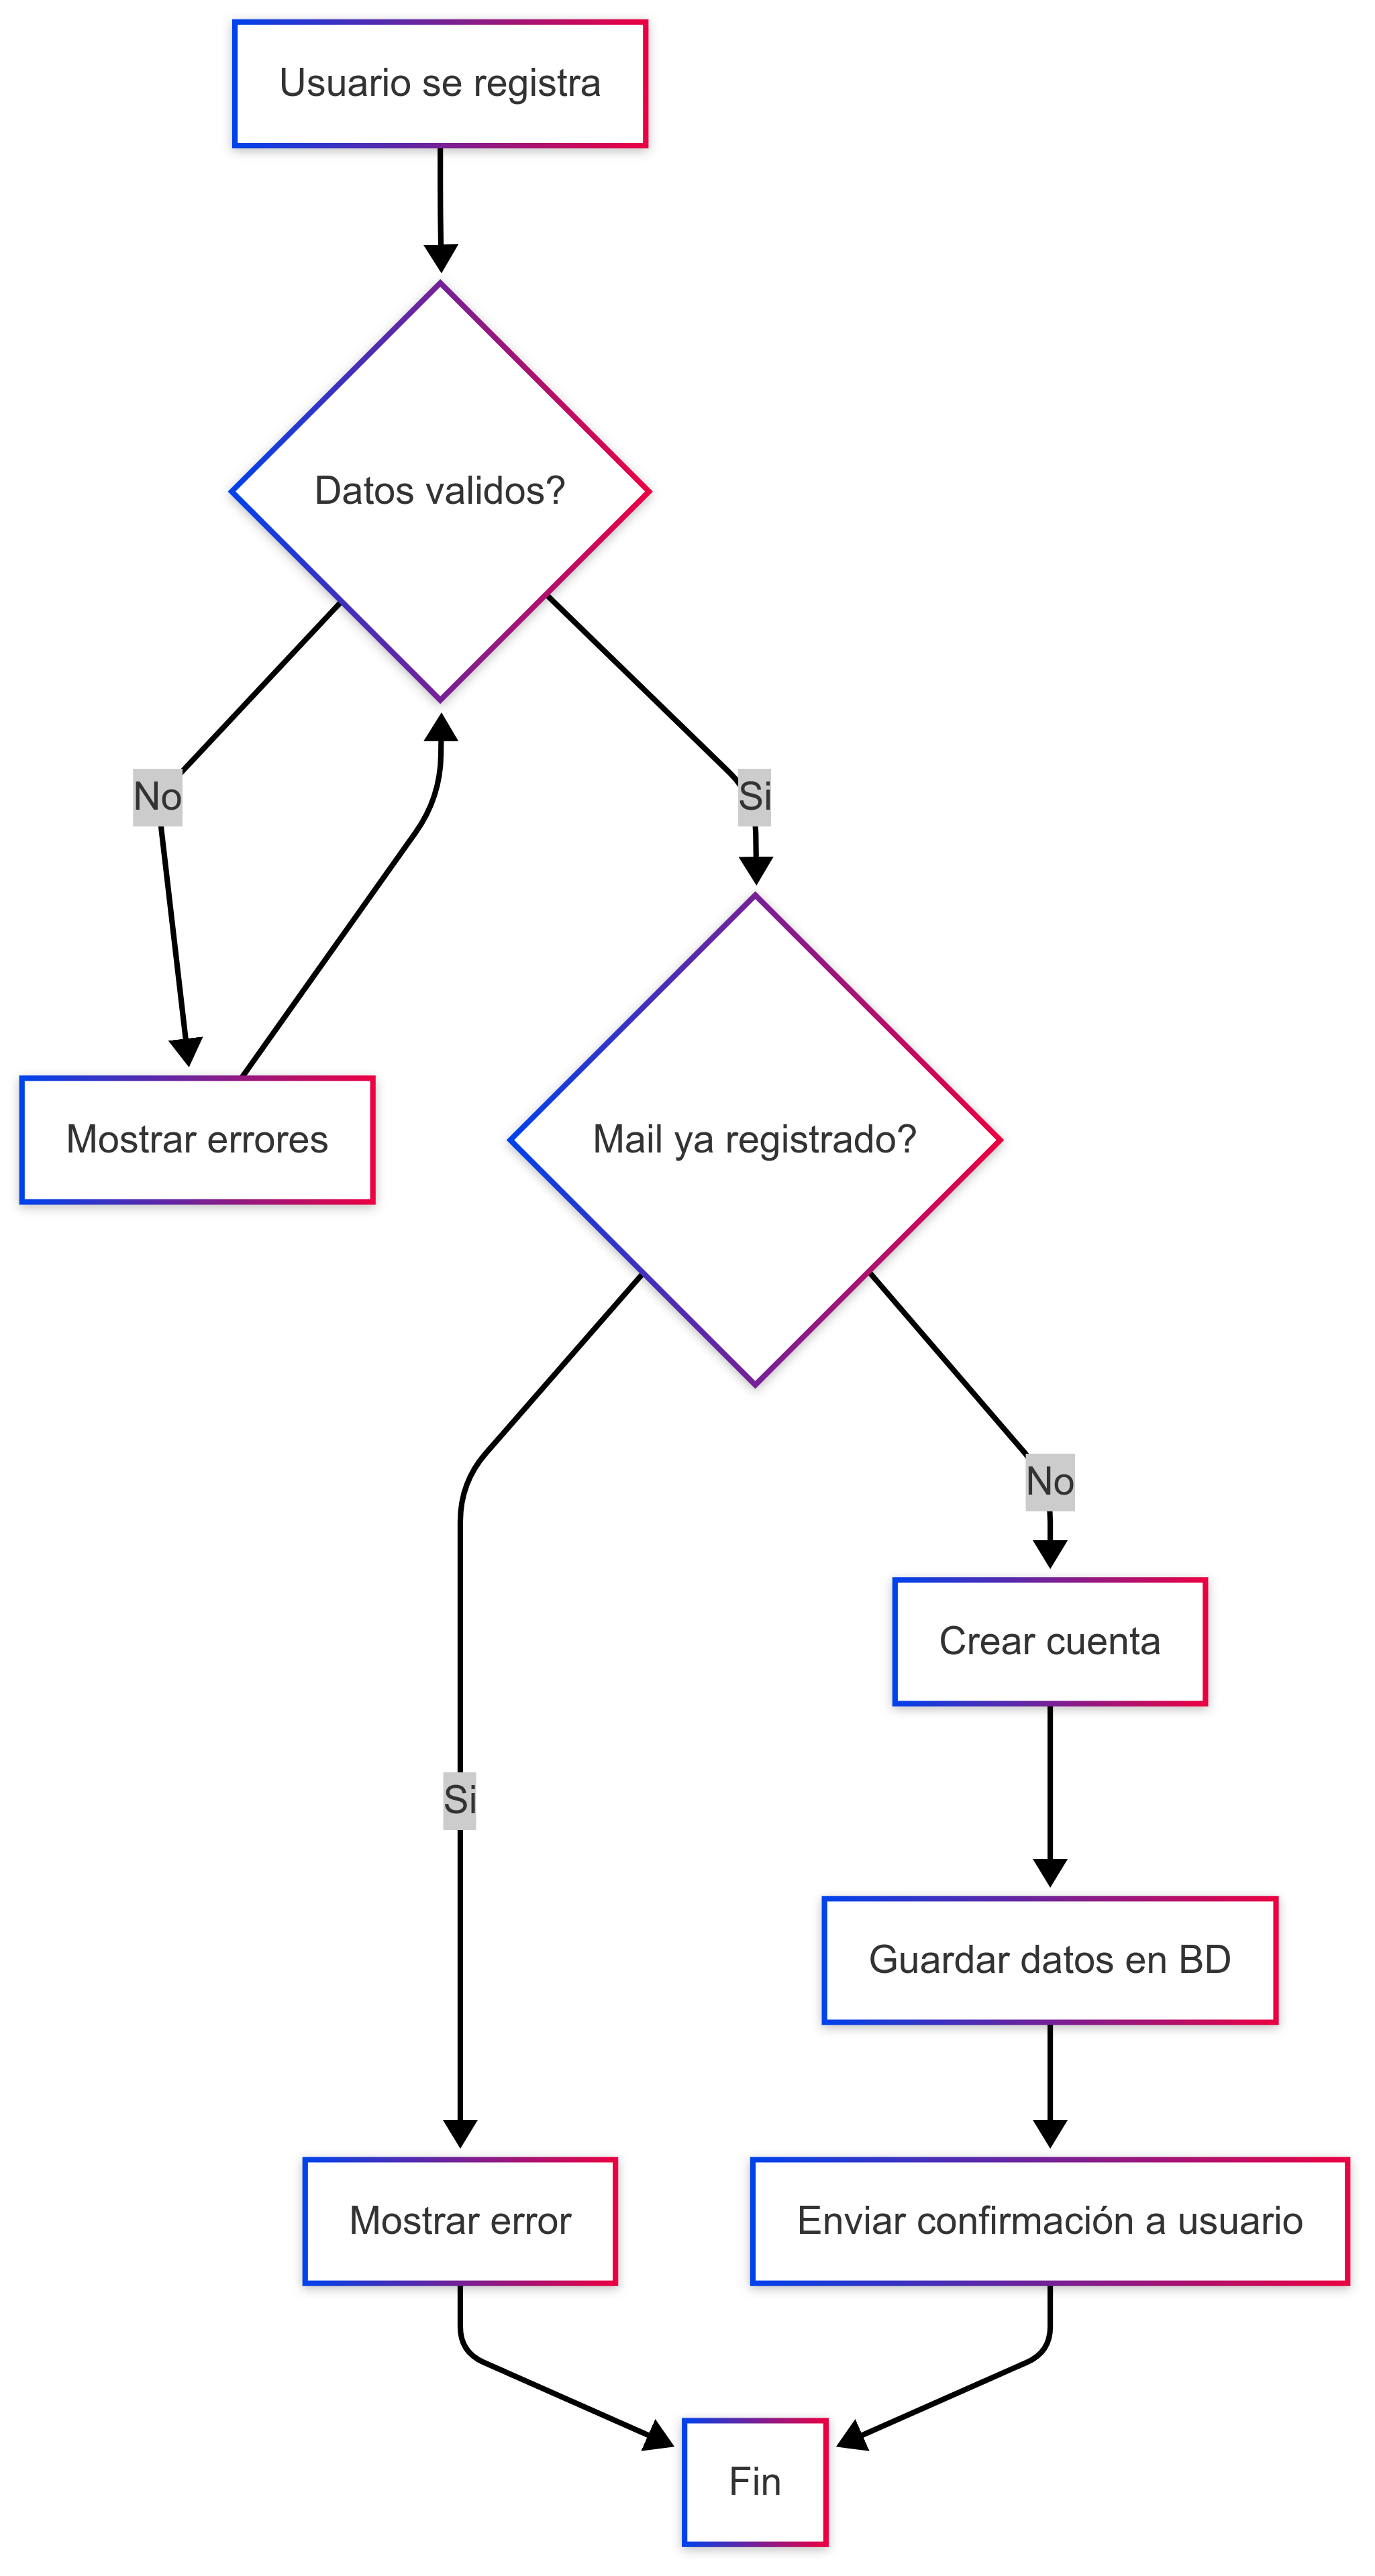 Usuario se registra
Datos validos?
No
Si
Mostrar errores
Mail ya registrado?
No
Crear cuenta
Si
Guardar datos en BD
Mostrar error
Enviar confirmación a usuario
Fin